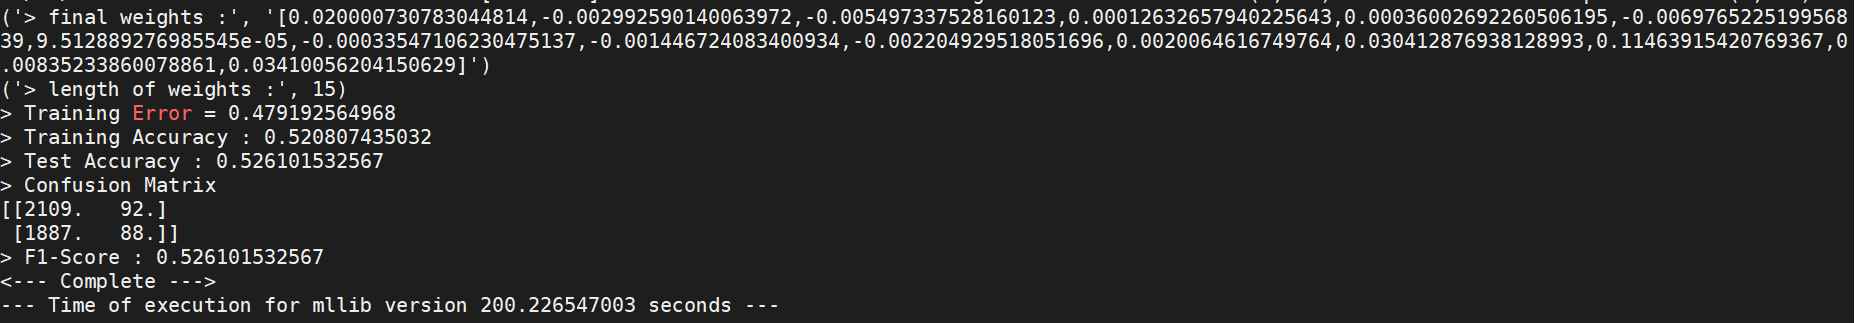 ('> final weights :', '[0.020000730783044814,-0.002992590140063972,-0.005497337528160123,0.00012632657940225643,0.00036002692260506195,-0.0069765225199568
39,9.512889276985545e-05,-0.00033547106230475137,-0.001446724083400934,-0.002204929518051696,0.0020064616749764,0.030412876938128993,0.11463915420769367,0
.00835233860078861,0.03410056204150629]')
('> length of weights :', 15)
> Training Error = 0.479192564968
> Training Accuracy : 0.520807435032
> Test Accuracy : 0.526101532567
> Confusion Matrix
[[2109.   92.]
 [1887.   88.]]
> F1-Score : 0.526101532567
<--- Complete --->
--- Time of execution for mllib version 200.226547003 seconds ---